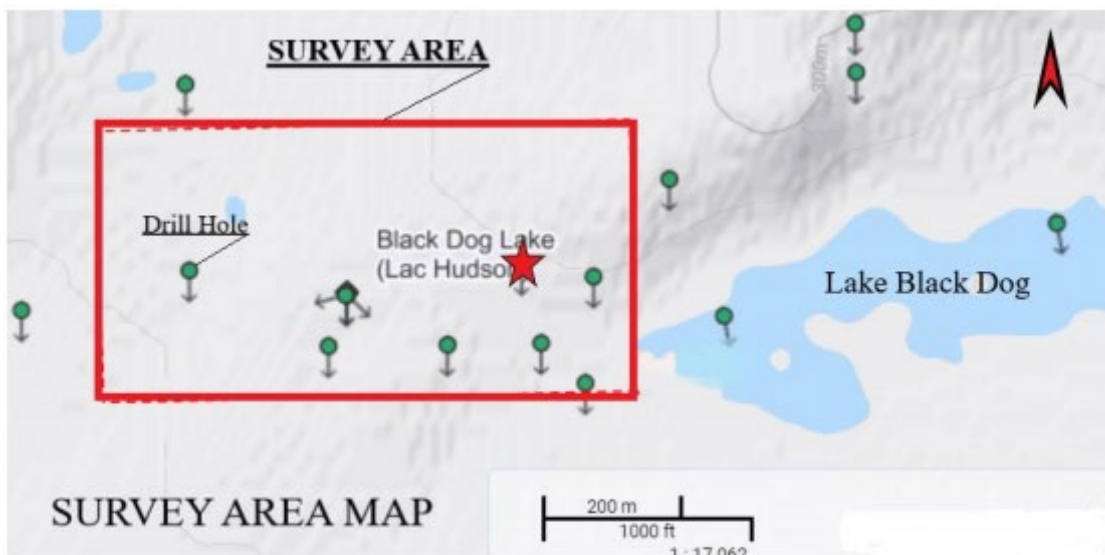 SURVEY AREA
300m
Drill Hole
Black Dog Lake
(Lac Hudso
Lake Black Dog
SURVEY AREA MAP
200 m
1000 ft
1 : 17,062